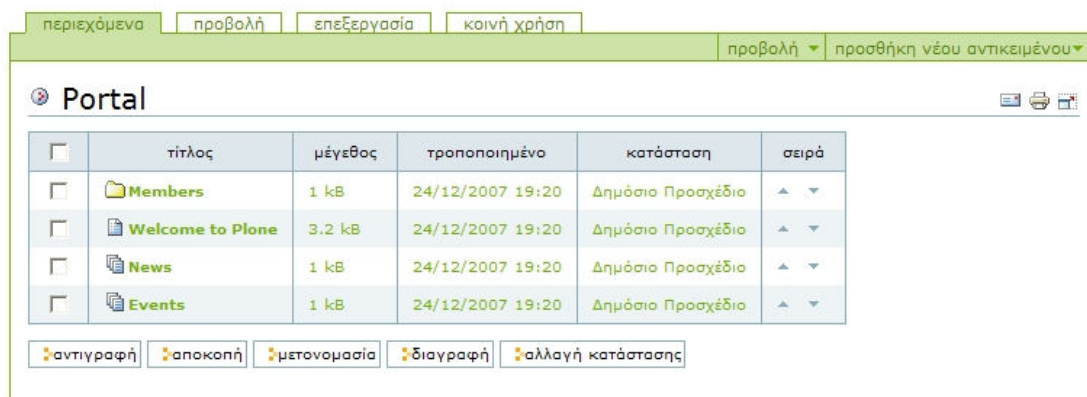 περιεχόμενα προβολή επεξεργασία κοινή χρήση
προβολή προσθήκη νέου αντικειμένου
Portal
τίτλος μέγεθος τροποποιημένο κατάσταση σειρά
Members 1 kB 24/12/2007 19:20 Δημόσιο Προσχέδιο
Welcome to Plone 3.2 kB 24/12/2007 19:20 Δημόσιο Προσχέδιο
News 1 kB 24/12/2007 19:20 Δημόσιο Προσχέδιο
Events 1 kB 24/12/2007 19:20 Δημόσιο Προσχέδιο
αντιγραφή αποκοπή μετονομασία διαγραφή αλλαγή κατάστασης